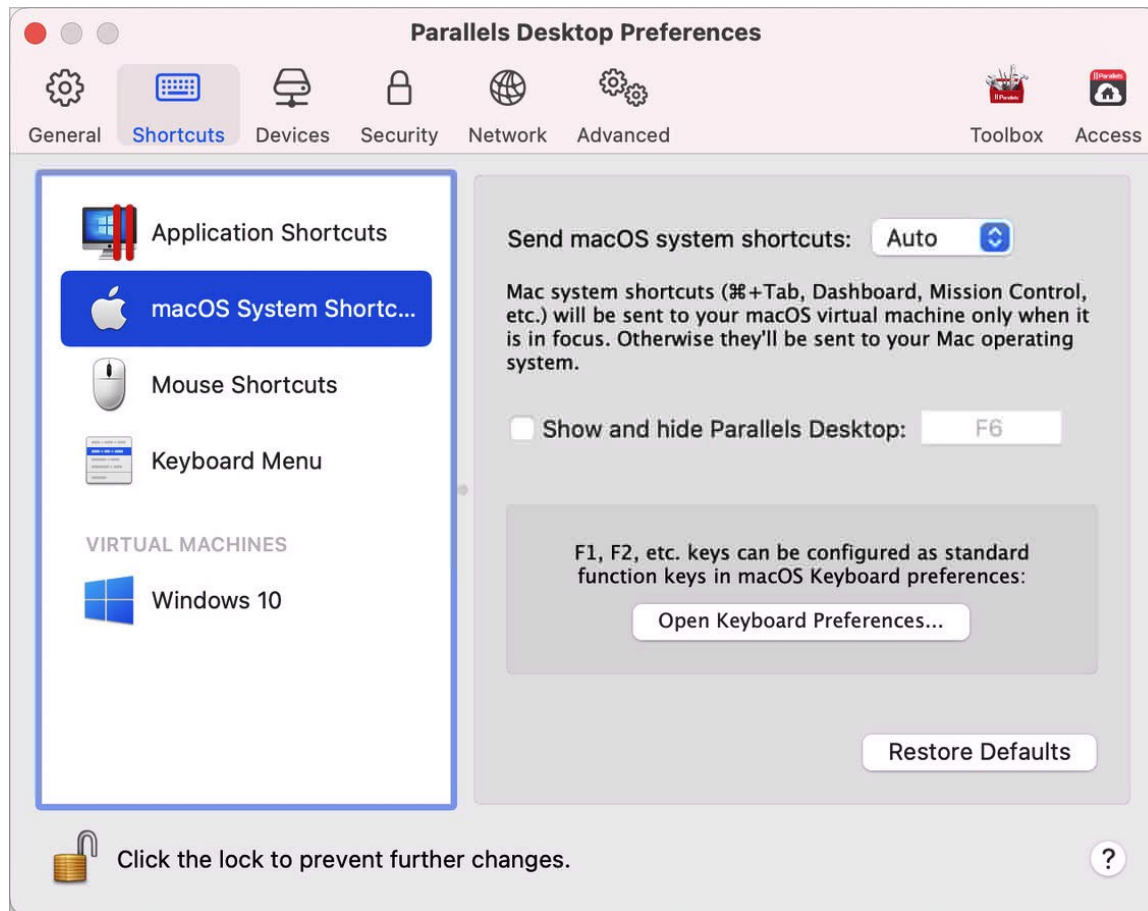 Parallels Desktop Preferences
General Shortcuts Devices Security Network Advanced Toolbox Access
Application Shortcuts
macOS System Shortc...
Mouse Shortcuts
Keyboard Menu
VIRTUAL MACHINES
Windows 10
Send macOS system shortcuts: Auto
Mac system shortcuts (⌘+Tab, Dashboard, Mission Control,
etc.) will be sent to your macOS virtual machine only when it
is in focus. Otherwise they'll be sent to your Mac operating
system.
Show and hide Parallels Desktop: F6
F1, F2, etc. keys can be configured as standard
function keys in macOS Keyboard preferences:
Open Keyboard Preferences...
Restore Defaults
Click the lock to prevent further changes.
?